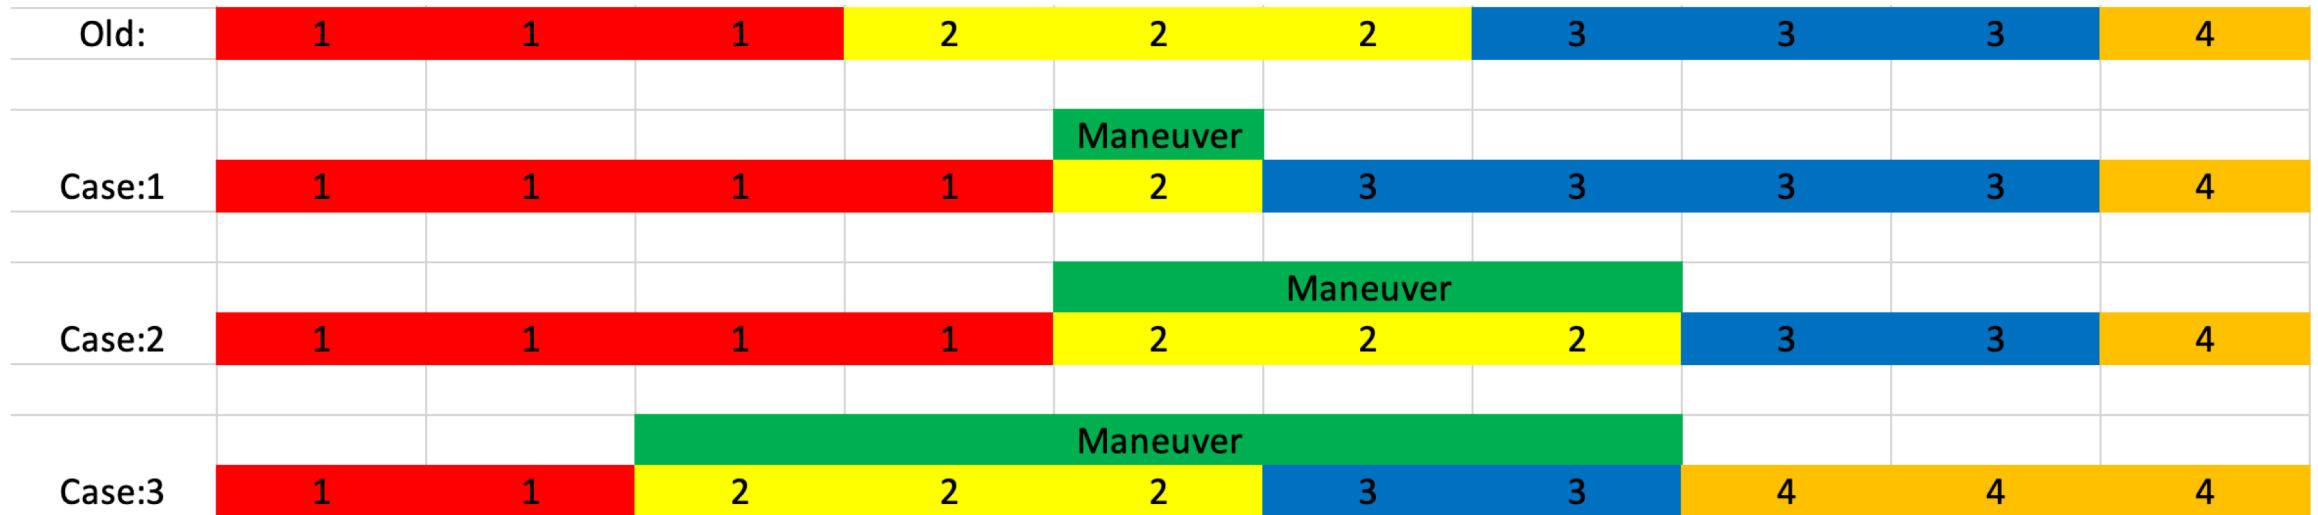 Old: 1 1 1 2 2 2 3 3 3 4
Maneuver
Case:1 1 1 1 1 2 3 3 3 3 4
Maneuver
Case:2 1 1 1 1 2 2 2 3 3 4
Maneuver
Case:3 1 1 2 2 2 3 3 4 4 4